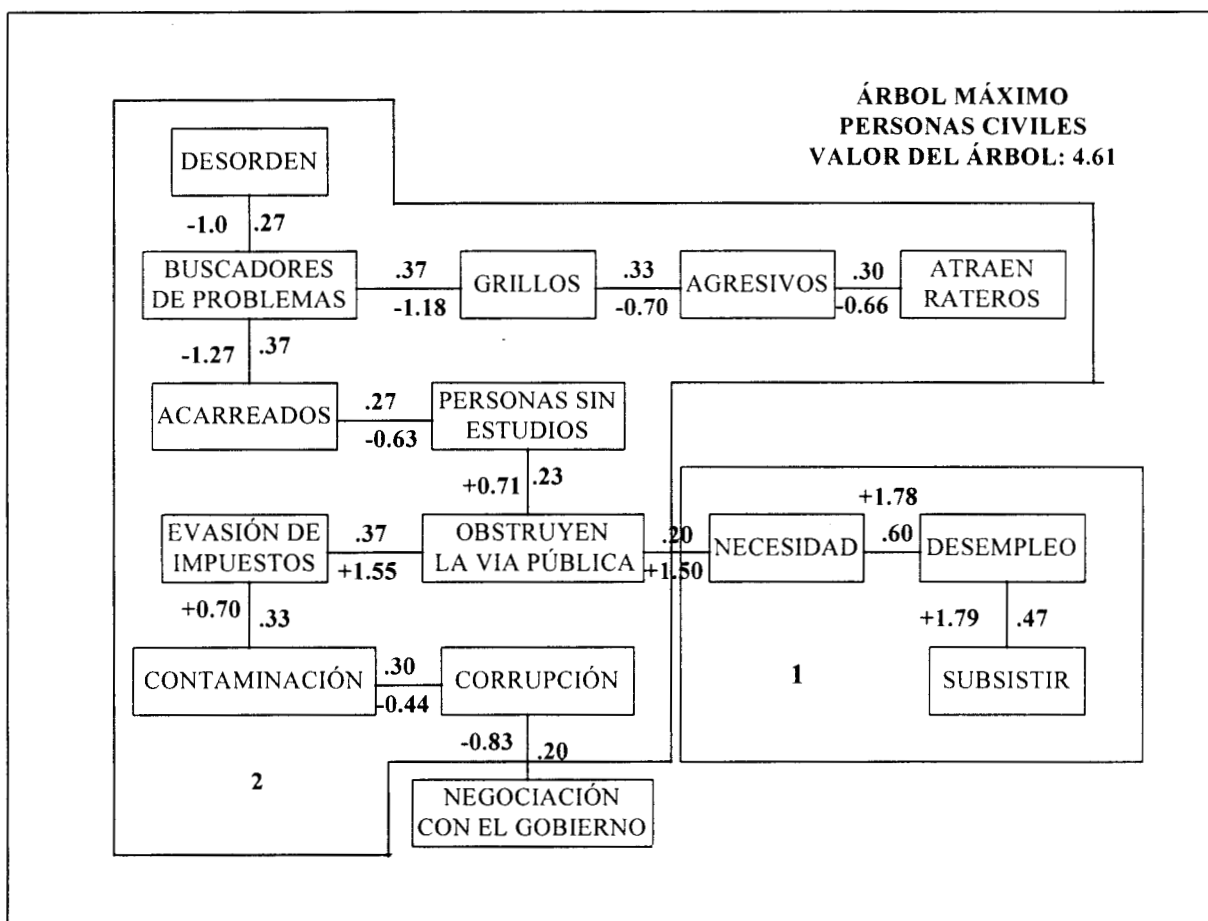 ÁRBOL MÁXIMO
PERSONAS CIVILES
VALOR DEL ÁRBOL: 4.61
DESORDEN
-1.0 .27
BUSCADORES
DE PROBLEMAS
.37
-1.18
GRILLOS
.33
-0.70
AGRESIVOS
.30
-0.66
ATRAEN
RATEROS
-1.27 .37
ACARREADOS
.27
-0.63
PERSONAS SIN
ESTUDIOS
+0.71 .23
EVASIÓN DE
IMPUESTOS
.37
+1.55
OBSTRUYEN
LA VIA PÚBLICA
.20
+1.50
NECESIDAD
+1.78
.60
DESEMPLEO
+0.70 .33
+1.79 .47
CONTAMINACIÓN
.30
-0.44
CORRUPCIÓN
1
SUBSISTIR
-0.83 .20
2
NEGOCIACIÓN
CON EL GOBIERNO